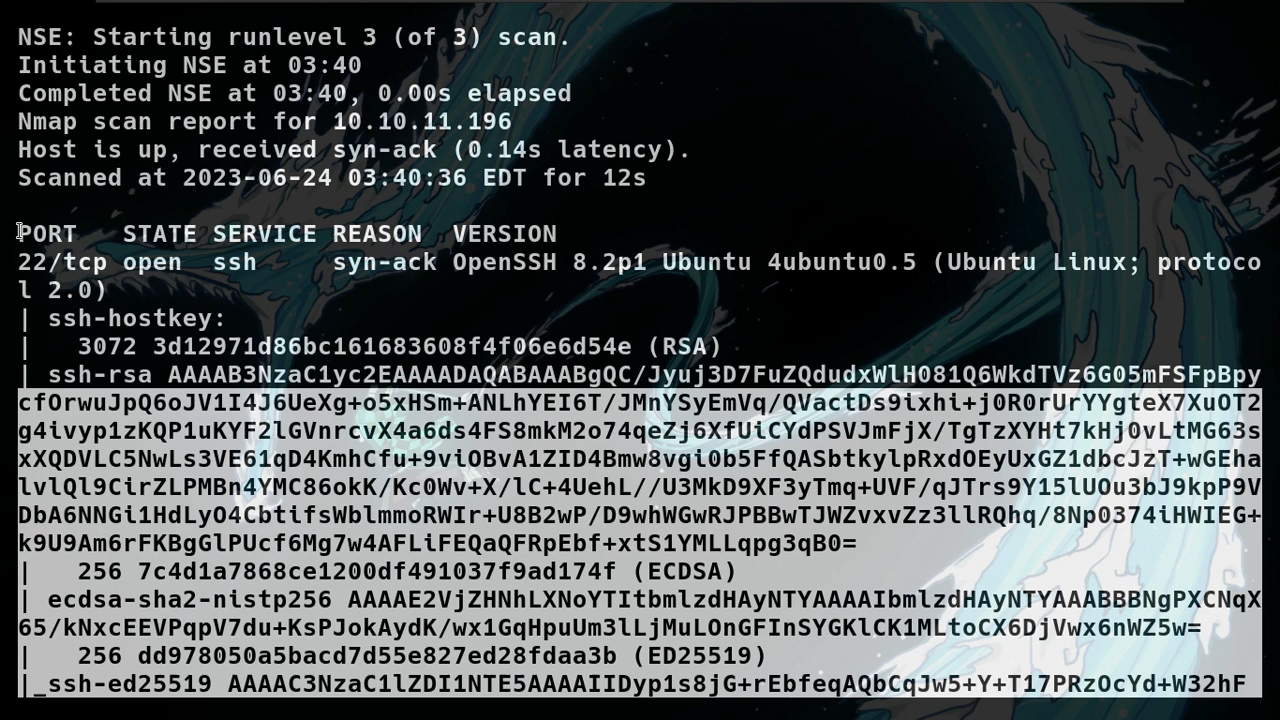 NSE: Starting runlevel 3 (of 3) scan.
Initiating NSE at 03:40
Completed NSE at 03:40, 0.00s elapsed
Nmap scan report for 10.10.11.196
Host is up, received syn-ack (0.14s latency).
Scanned at 2023-06-24 03:40:36 EDT for 12s
PORT   STATE SERVICE REASON  VERSION
22/tcp open  ssh     syn-ack OpenSSH 8.2p1 Ubuntu 4ubuntu0.5 (Ubuntu Linux; protoco
l 2.0)
| ssh-hostkey:
|   3072 3d12971d86bc161683608f4f06e6d54e (RSA)
| ssh-rsa AAAAB3NzaC1yc2EAAAADAQABAAABgQC/Jyuj3D7FuZQdudxWlH081Q6WkdTVz6G05mFSFpBpy
cfOrwuJpQ6oJV1I4J6UeXg+o5xHSm+ANLhYEI6T/JMnYSyEmVq/QVactDs9ixhi+j0R0rUrYYgteX7XuOT2
g4ivyp1zKQP1uKYF2lGVnrcvX4a6ds4FS8mkM2o74qeZj6XfUiCYdPSVJmFjX/TgTzXYHt7kHj0vLtMG63s
xXQDVLC5NwLs3VE61qD4KmhCfu+9viOBvA1ZID4Bmw8vgi0b5FfQASbtkylpRxdOEyUxGZ1dbcJzT+wGEha
lvlQl9CirZLPMBn4YMC86okK/Kc0Wv+X/lC+4UehL//U3MkD9XF3yTmq+UVF/qJTrs9Y15lUOu3bJ9kpP9V
DbA6NNGi1HdLyO4CbtifsWblmmoRWIr+U8B2wP/D9whWGwRJPBBwTJWZvxvZz3llRQhq/8Np0374iHWIEG+
k9U9Am6rFKBgGlPUcf6Mg7w4AFLiFEQaQFRpEbf+xtS1YMLLqpg3qB0=
|   256 7c4d1a7868ce1200df491037f9ad174f (ECDSA)
| ecdsa-sha2-nistp256 AAAAE2VjZHNhLXNoYTItbmlzdHAyNTYAAAAIbmlzdHAyNTYAAABBBNgPXCNqX
65/kNxcEEVPqpV7du+KsPJokAydK/wx1GqHpuUm3lLjMuLOnGFInSYGKlCK1MLtoCX6DjVwx6nWZ5w=
|   256 dd978050a5bacd7d55e827ed28fdaa3b (ED25519)
|_ssh-ed25519 AAAAC3NzaC1lZDI1NTE5AAAAIIDyp1s8jG+rEbfeqAQbCqJw5+Y+T17PRzOcYd+W32hF